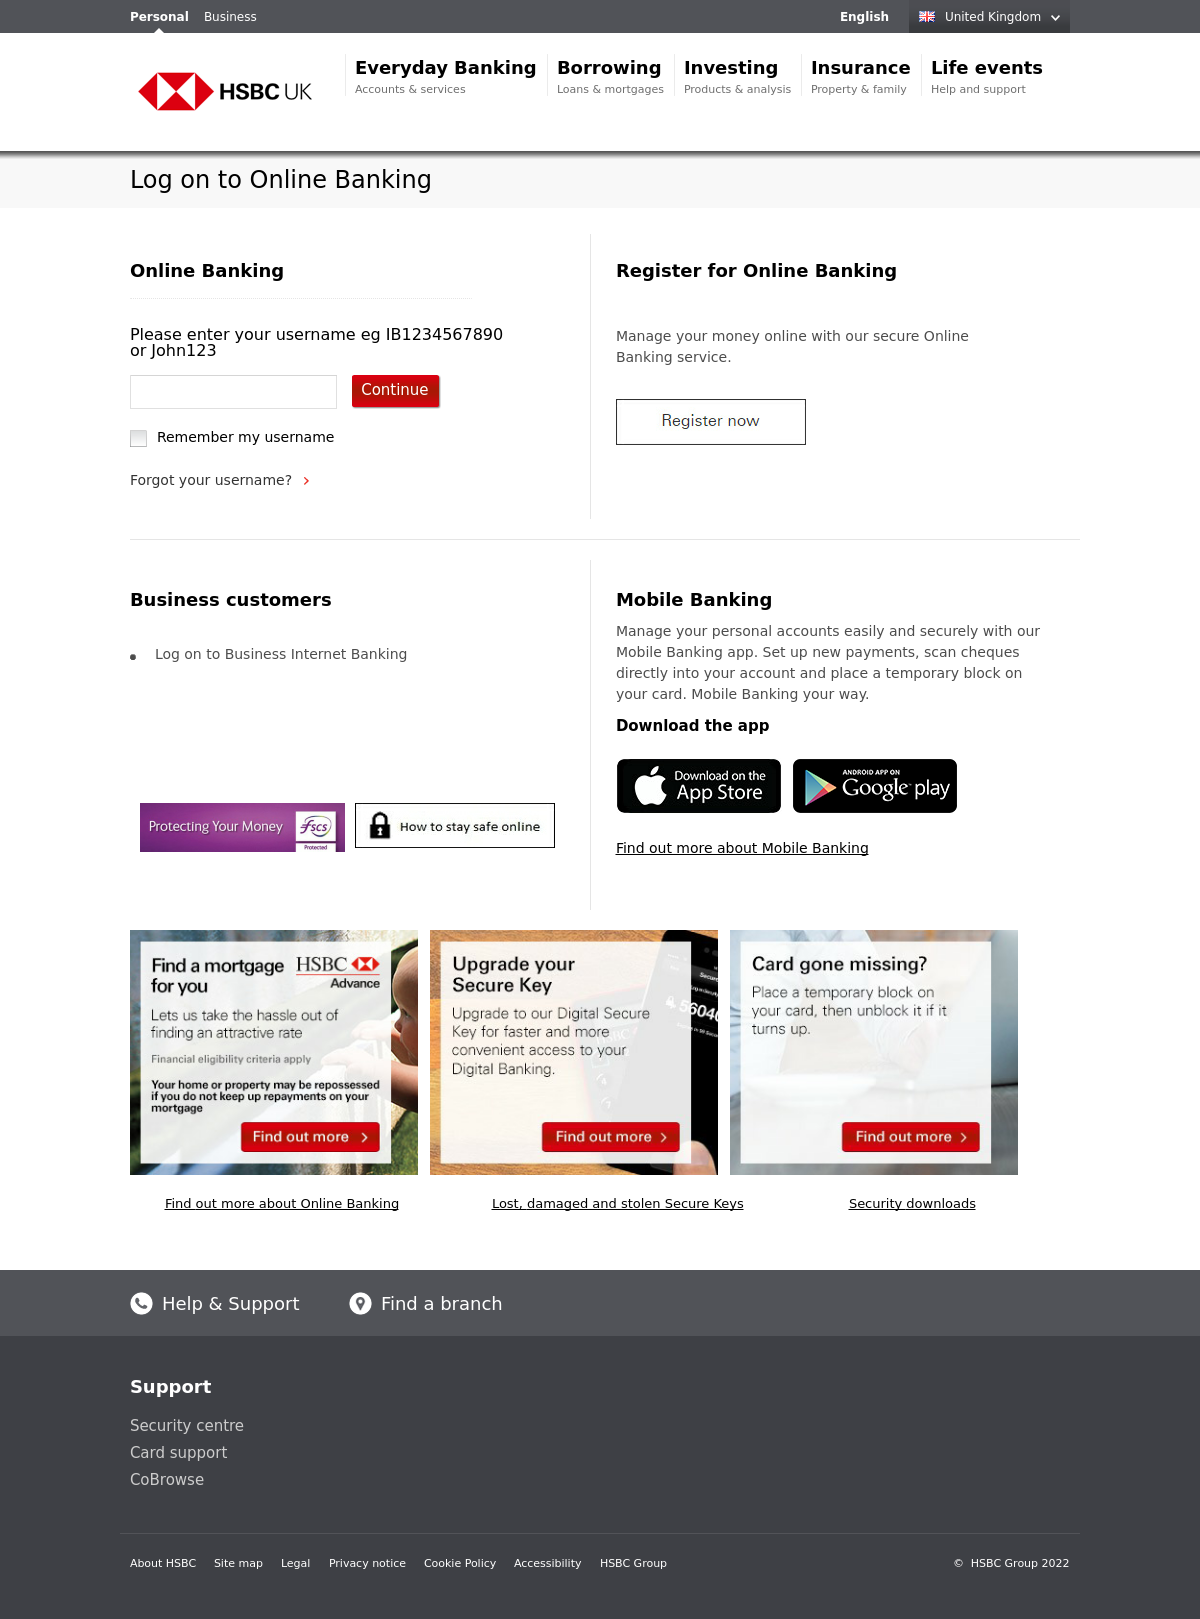 Personal Business English United Kingdom
HSBC UK
Everyday Banking Borrowing Investing Insurance Life events
Accounts & services Loans & mortgages Products & analysis Property & family Help and support
Log on to Online Banking
Online Banking
Please enter your username eg IB1234567890
or John123
Continue
Remember my username
Forgot your username?
Register for Online Banking
Manage your money online with our secure Online
Banking service.
Register now
Business customers
Log on to Business Internet Banking
Protecting Your Money fscs
Protected
How to stay safe online
Mobile Banking
Manage your personal accounts easily and securely with our
Mobile Banking app. Set up new payments, scan cheques
directly into your account and place a temporary block on
your card. Mobile Banking your way.
Download the app
Download on the
App Store
ANDROID APP ON
Google play
Find out more about Mobile Banking
Find a mortgage
for you
HSBC
Advance
Lets us take the hassle out of
finding an attractive rate
Financial eligibility criteria apply
Your home or property may be repossessed
if you do not keep up repayments on your
mortgage
Find out more
Upgrade your
Secure Key
Upgrade to our Digital Secure
Key for faster and more
convenient access to your
Digital Banking.
Find out more
Card gone missing?
Place a temporary block on
your card, then unblock it if it
turns up.
Find out more
Find out more about Online Banking
Lost, damaged and stolen Secure Keys
Security downloads
Help & Support Find a branch
Support
Security centre
Card support
CoBrowse
About HSBC Site map Legal Privacy notice Cookie Policy Accessibility HSBC Group © HSBC Group 2022